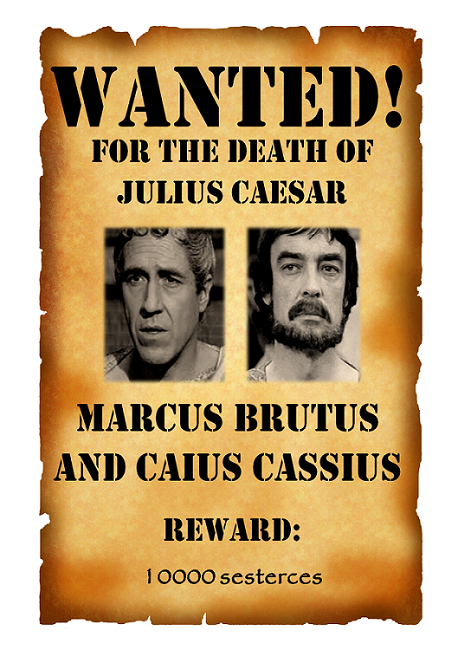 WANTED!
FOR THE DEATH OF
JULIUS CAESAR
MARCUS BRUTUS
AND CAIUS CASSIUS
REWARD:
10000 sesterces